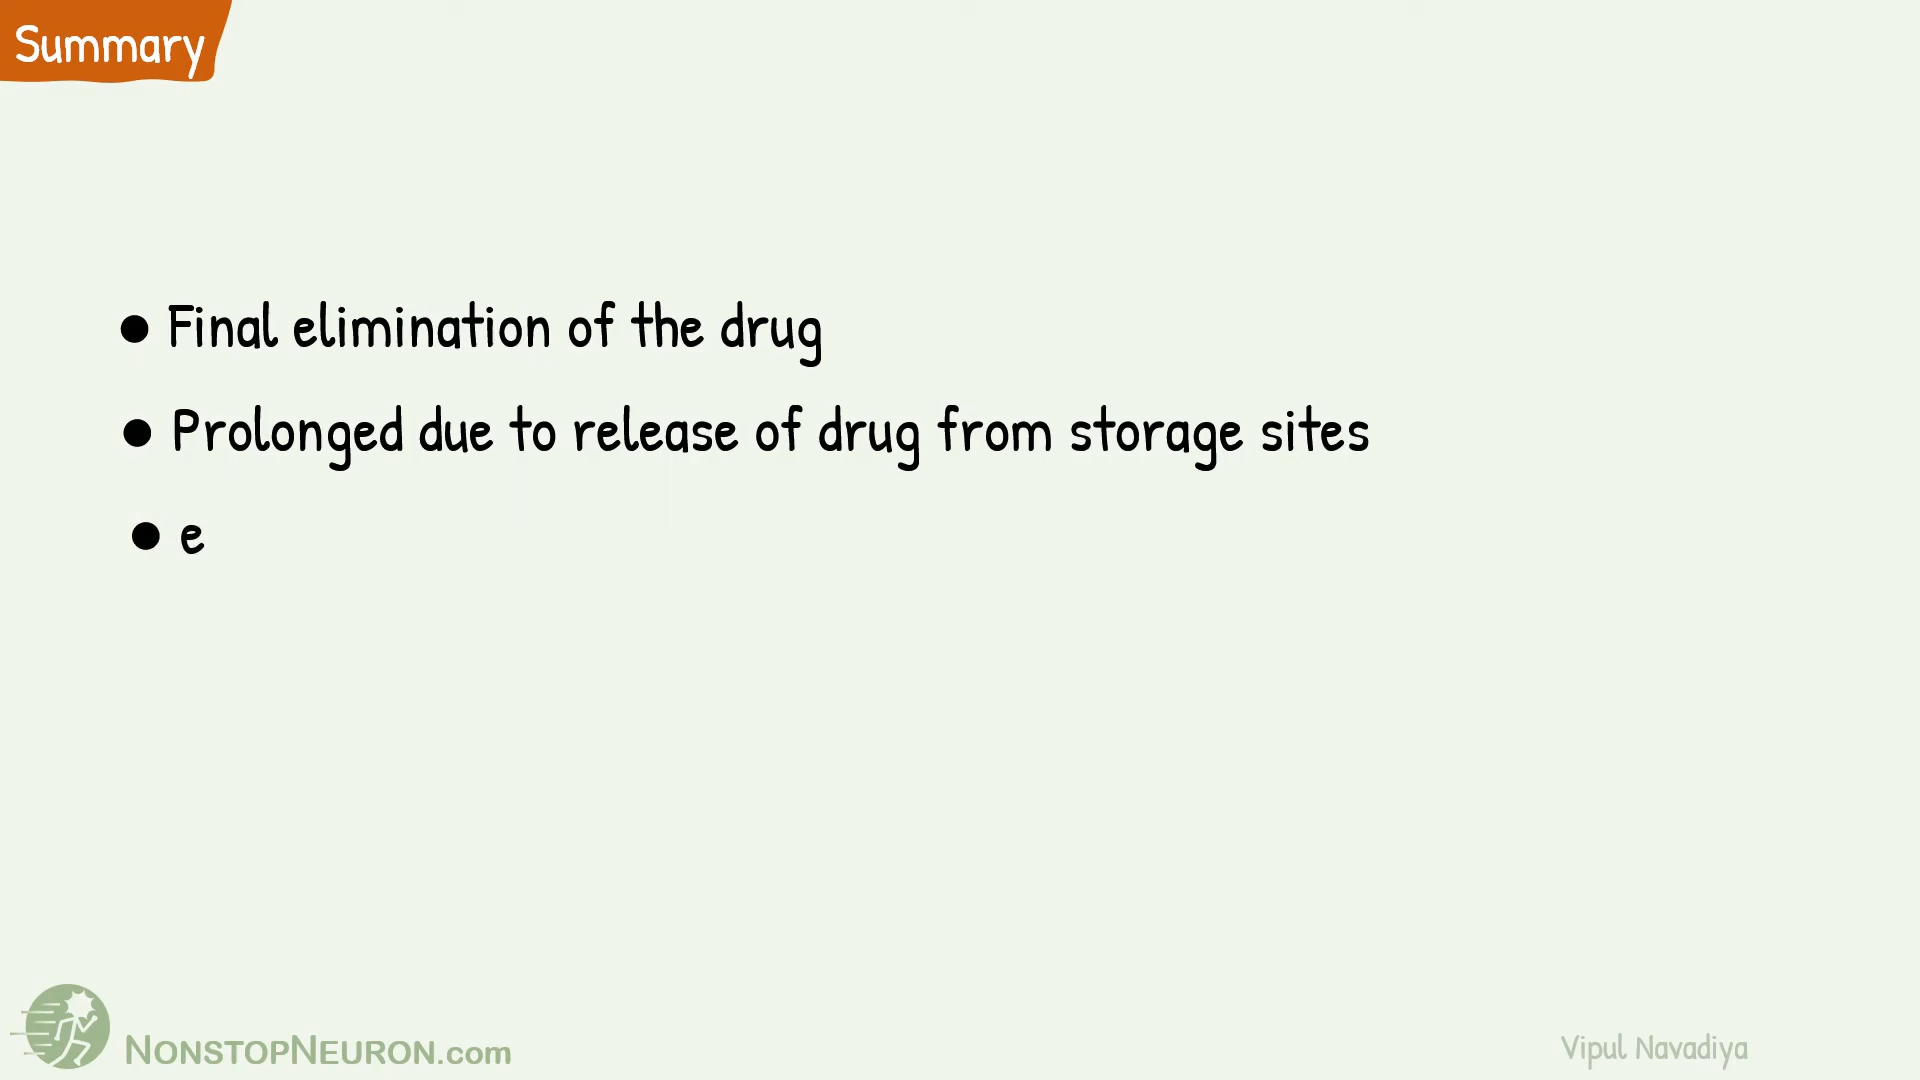 Summary
● Final elimination of the drug
● Prolonged due to release of drug from storage sites
● e
NONSTOPNEURON.com
Vipul Navadiya